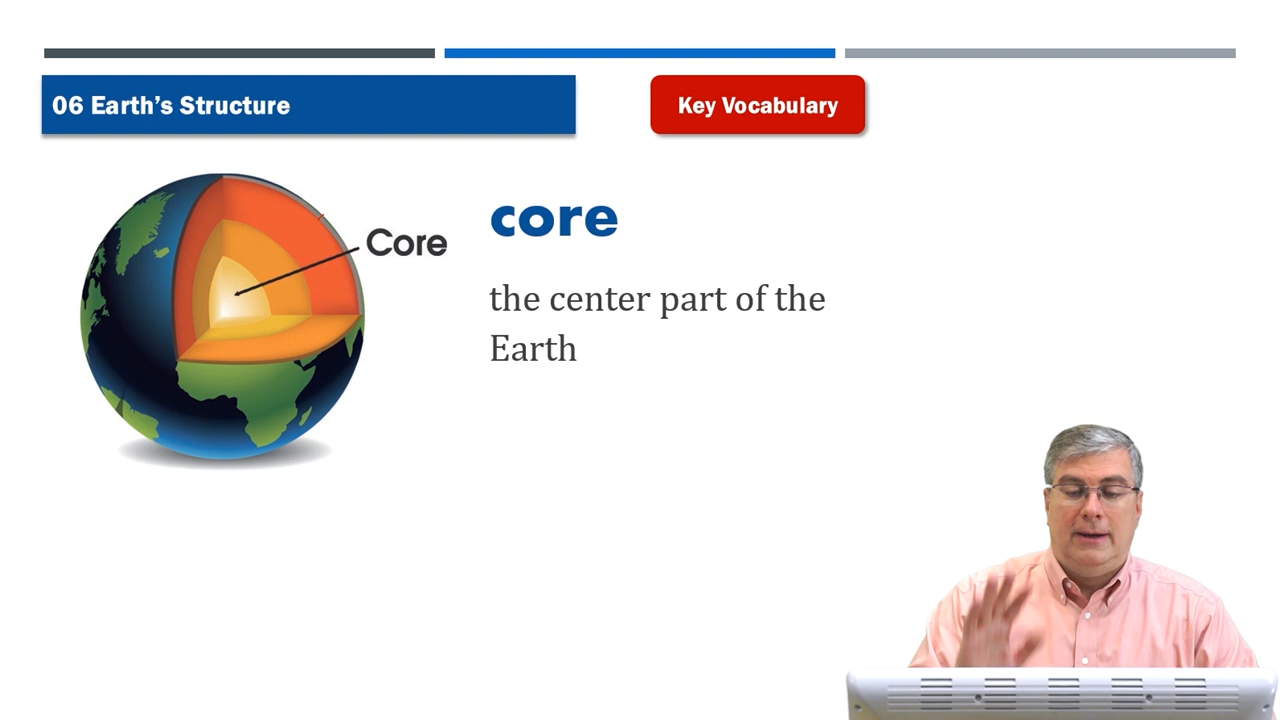 06 Earth's Structure
Key Vocabulary
Core
core
the center part of the
Earth